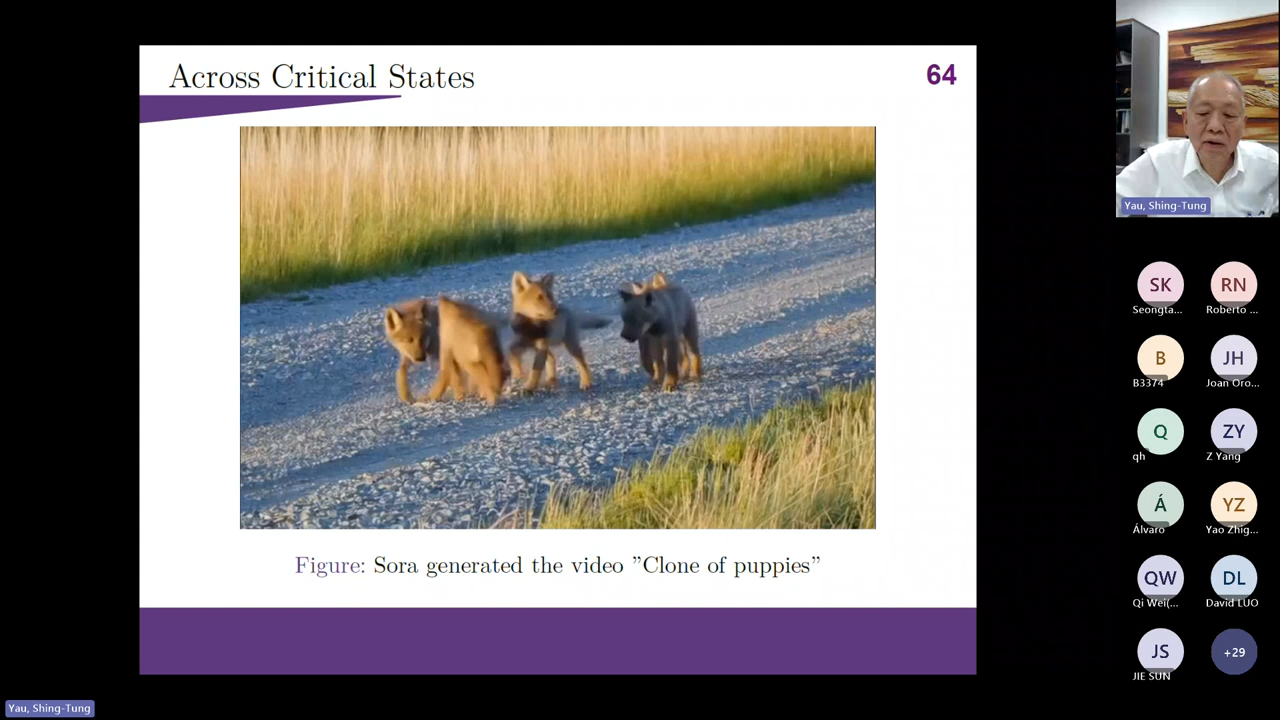 Across Critical States
64
Figure: Sora generated the video ”Clone of puppies”
Yau, Shing-Tung
SK
Seongta...
RN
Roberto ...
B
B3374
JH
Joan Oro...
Q
qh
ZY
Z Yang
Á
Álvaro
YZ
Yao Zhig...
QW
Qi Wei(...
DL
David LUO
JS
JIE SUN
+29
Yau, Shing-Tung